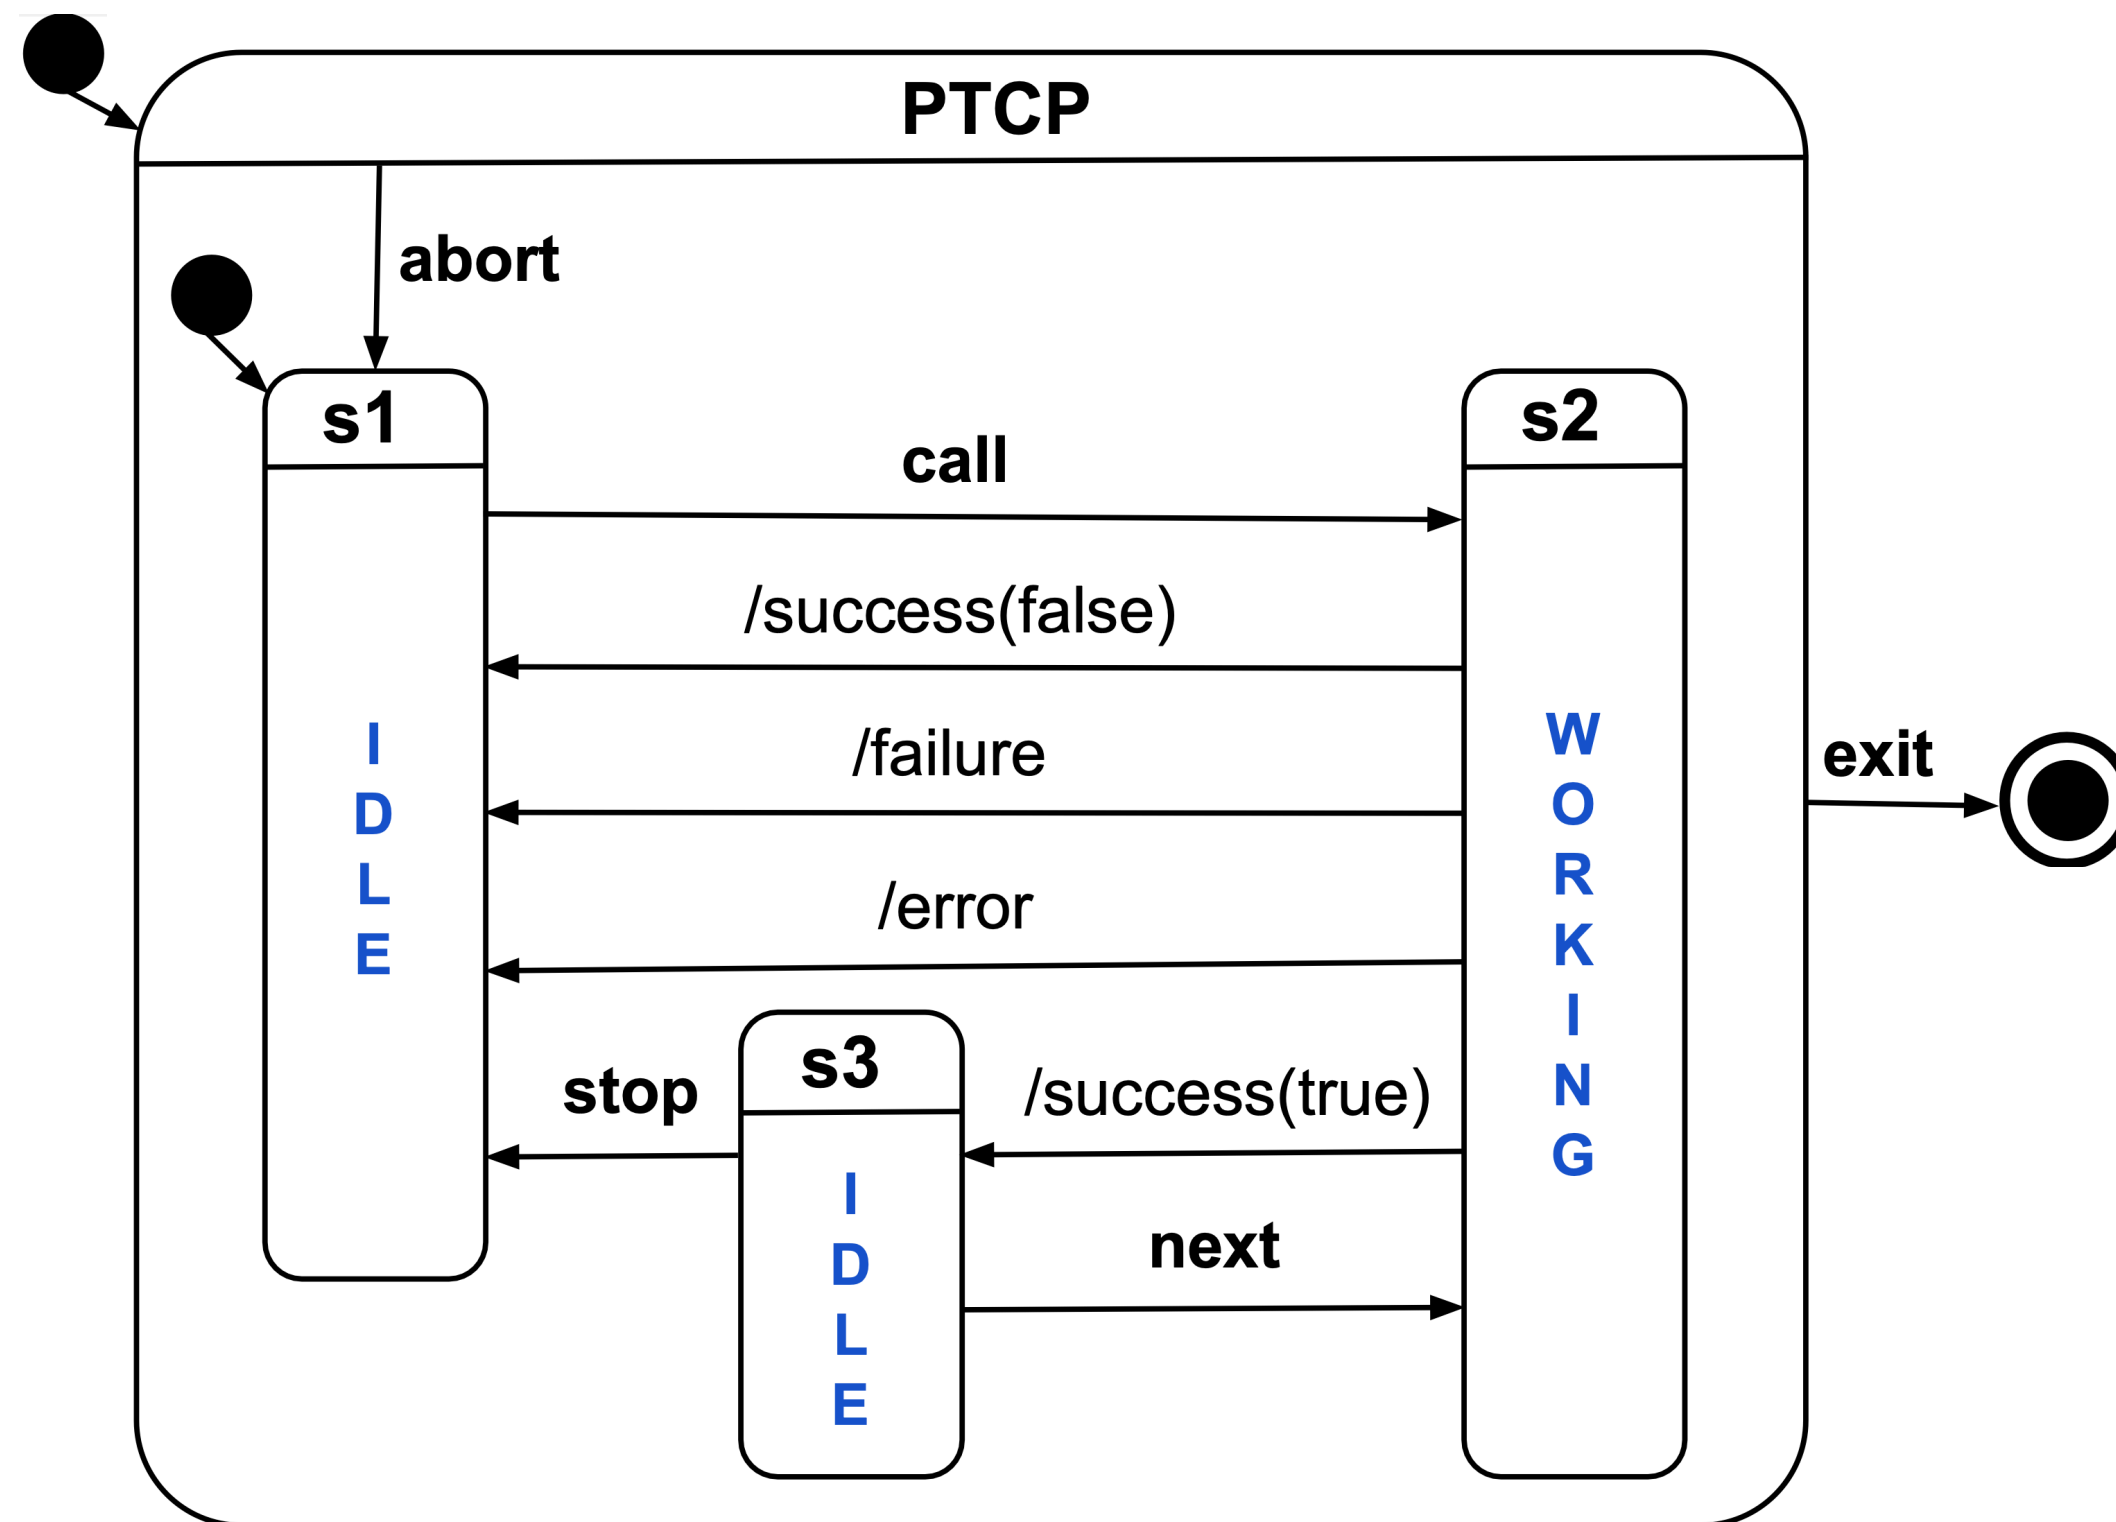 PTCP
abort
s1
s2
call
/success(false)
/failure
/error
I
D
L
E
W
O
R
K
I
N
G
exit
s3
stop
/success(true)
next
I
D
L
E